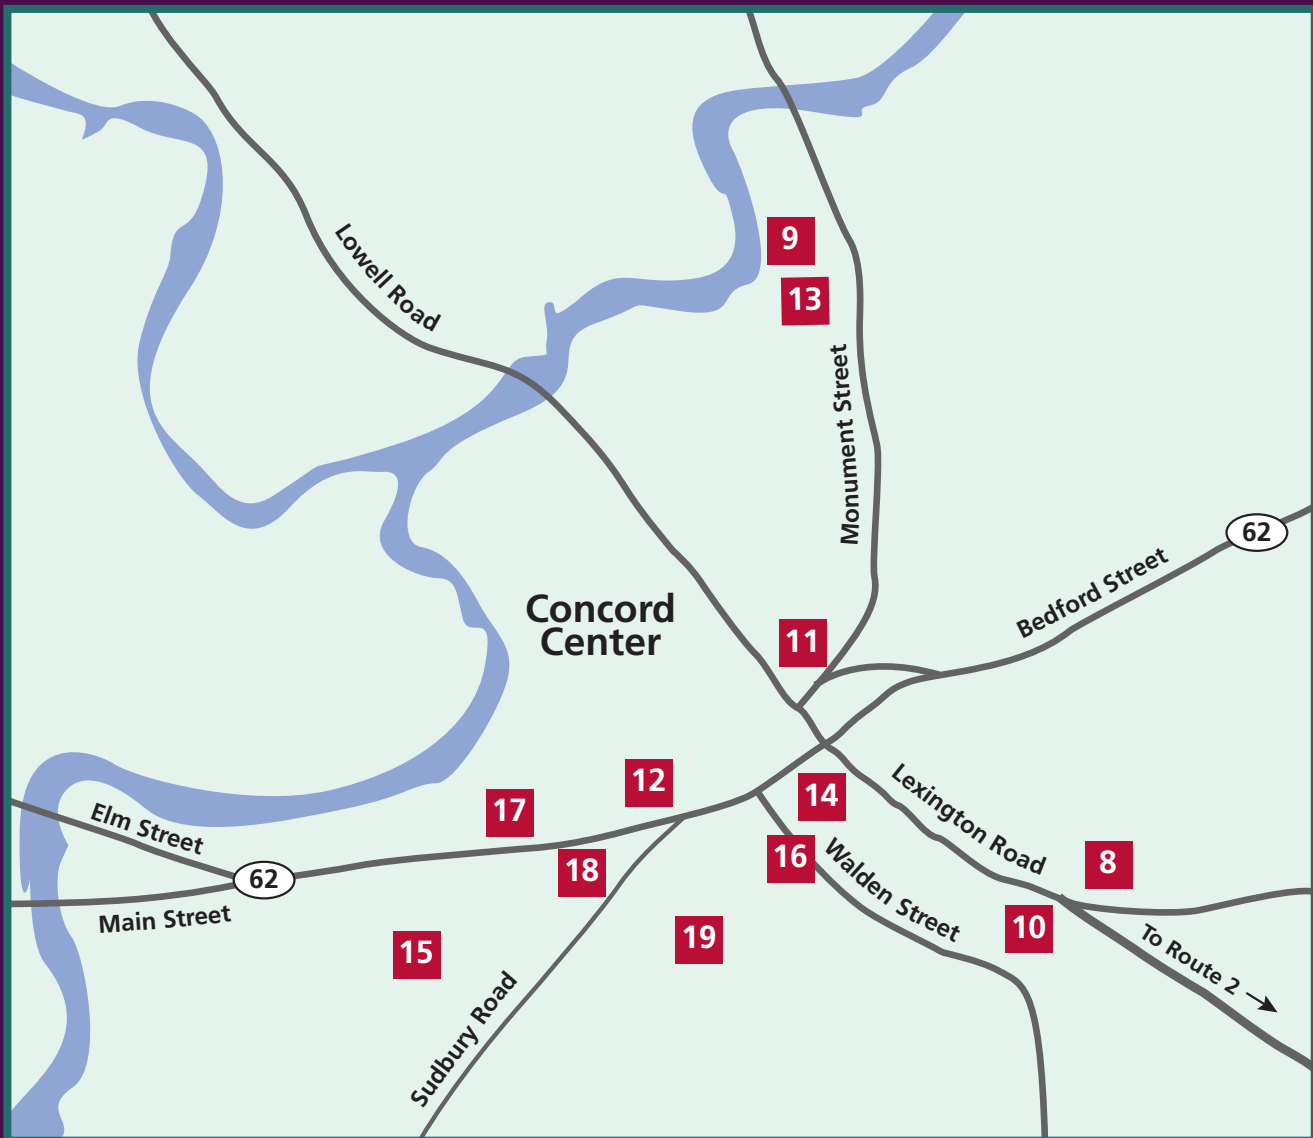 9
Lowell Road
13
Monument Street
62
Bedford Street
Concord
Center
11
12
14
Lexington Road
17
Elm Street
16
Walden Street
8
18
62
Main Street
10
19
15
To Route 2
Sudbury Road